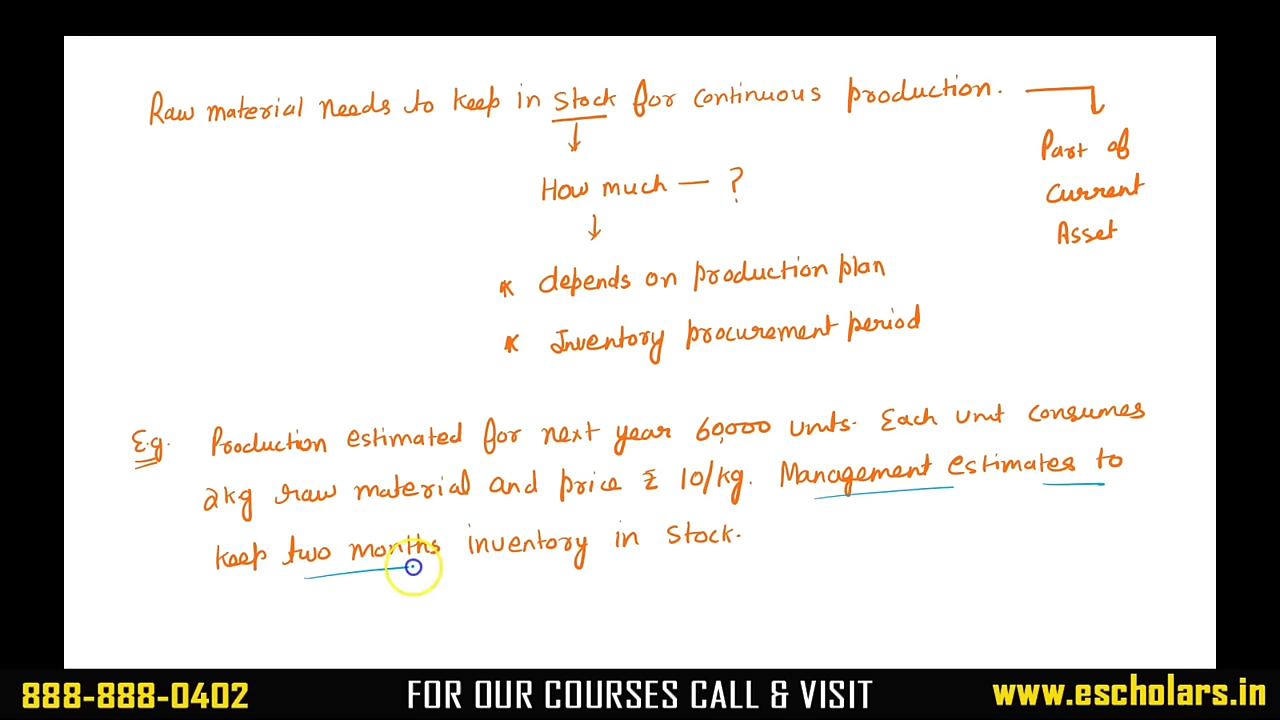 Raw material needs to keep in stock for continuous production.
Part of
Current
Asset
How much — ?
* depends on production plan
* Inventory procurement period
E.g. Production estimated for next year 60,000 units. Each unit consumes
2kg raw material and price ₹ 10/kg. Management estimates to
keep two months inventory in stock.
888-888-0402 FOR OUR COURSES CALL & VISIT www.escholars.in